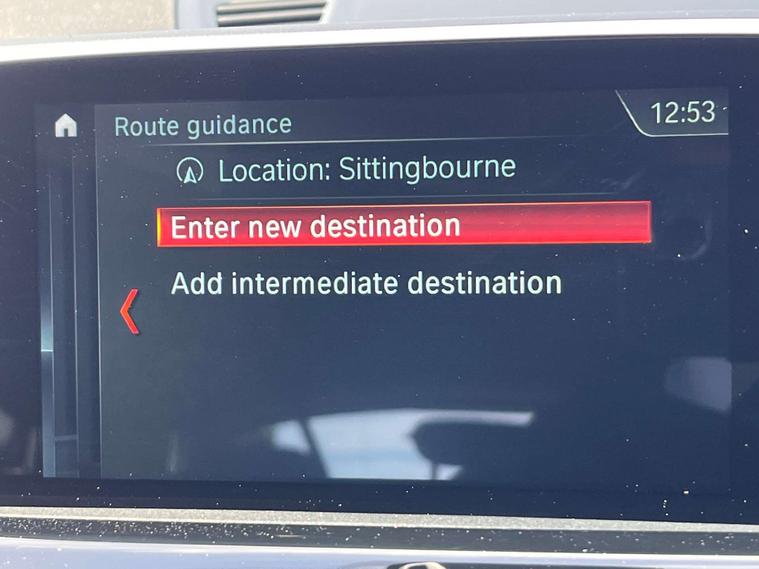 Route guidance
12:53
Location: Sittingbourne
Enter new destination
Add intermediate destination